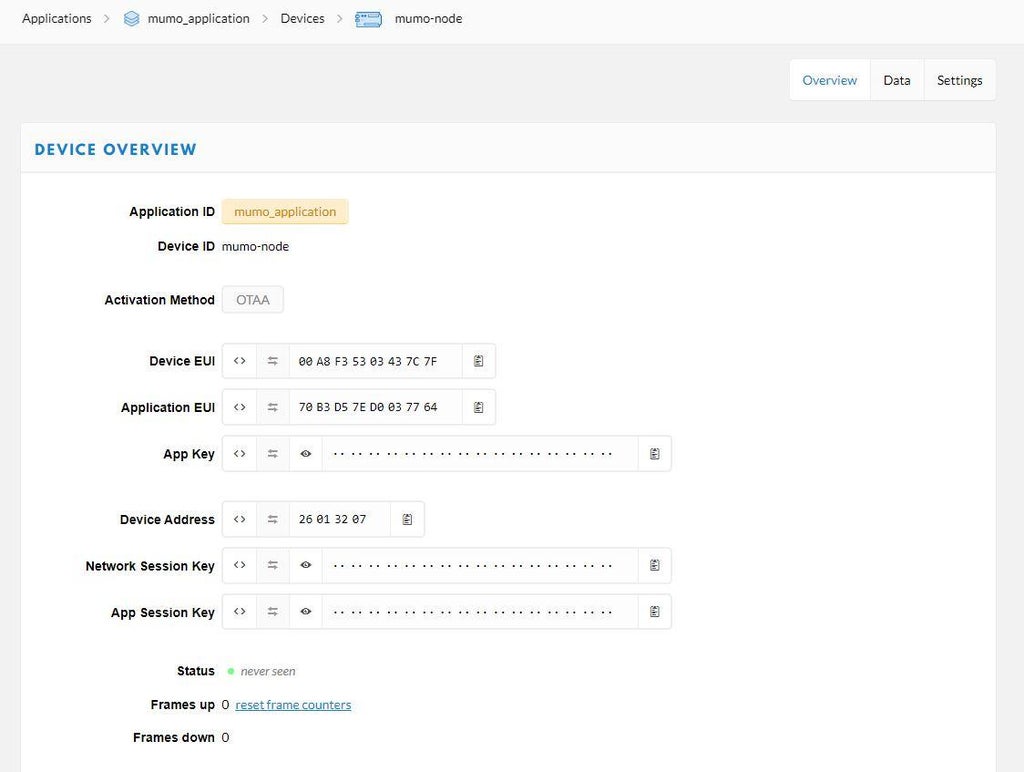 Applications > mumo_application > Devices > mumo-node
Overview Data Settings
DEVICE OVERVIEW
Application ID mumo_application
Device ID mumo-node
Activation Method OTAA
Device EUI <> 00 A8 F3 53 03 43 7C 7F
Application EUI <> 70 B3 D5 7E D0 03 77 64
App Key <>
Device Address <> 26 01 32 07
Network Session Key <>
App Session Key <>
Status never seen
Frames up 0 reset frame counters
Frames down 0